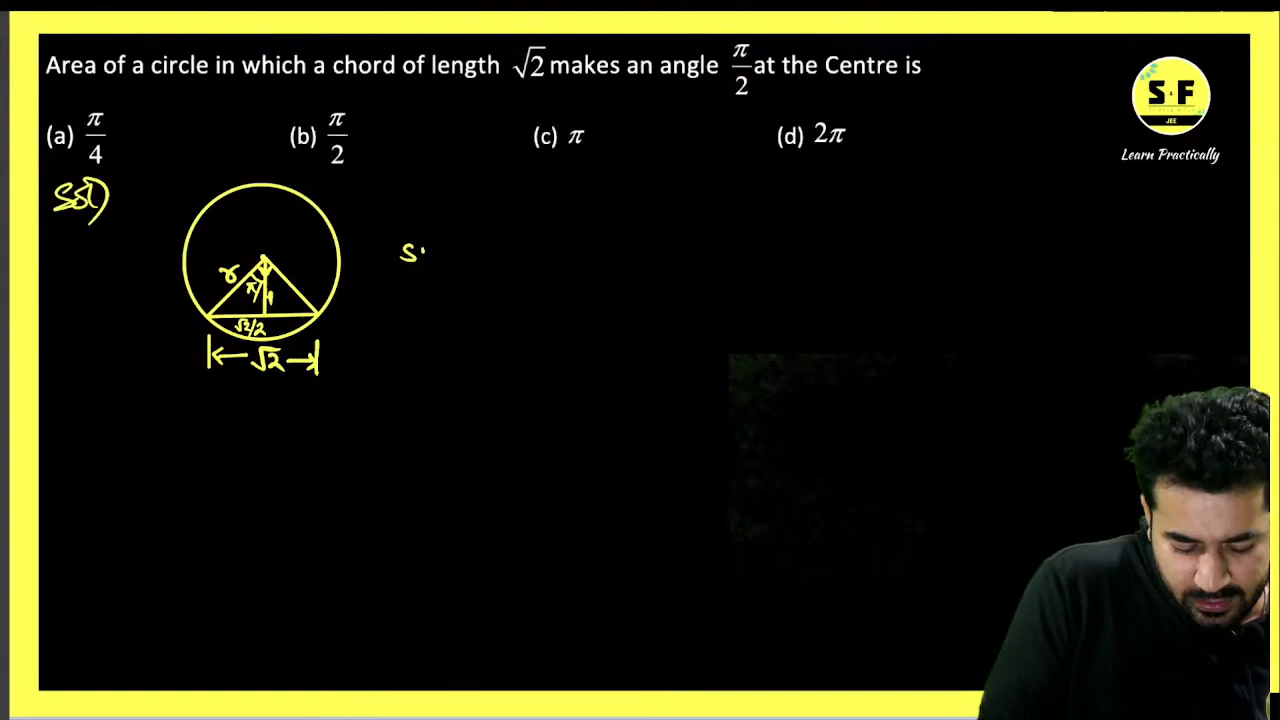 Area of a circle in which a chord of length √2 makes an angle π/2 at the Centre is
(a) π/4 (b) π/2 (c) π (d) 2π
S&F
JEE
Learn Practically
Sol)
s
r
√2/2
√2